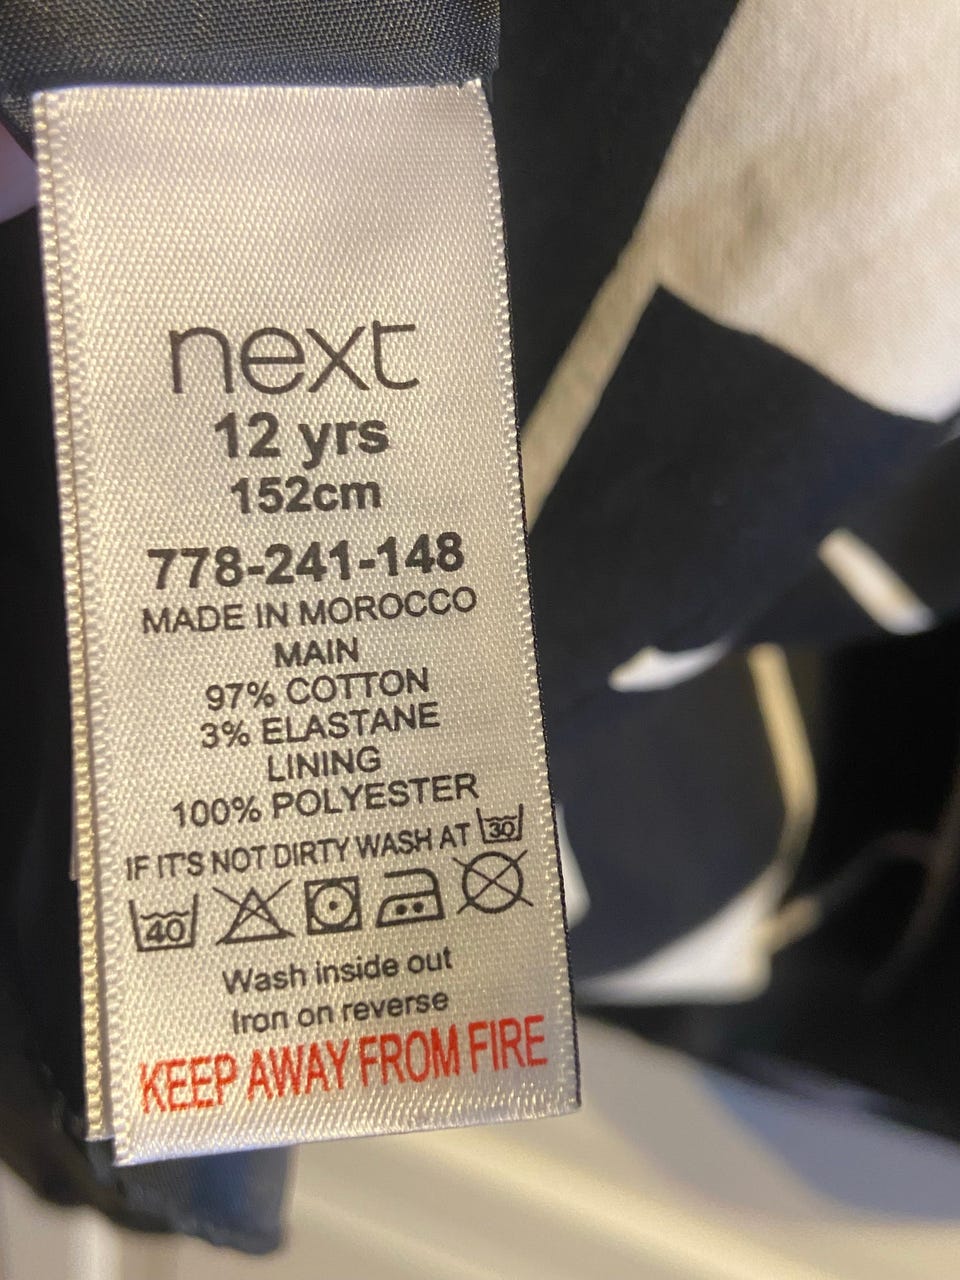 next
12 yrs
152cm
778-241-148
MADE IN MOROCCO
MAIN
97% COTTON
3% ELASTANE
LINING
100% POLYESTER
IF IT'S NOT DIRTY WASH AT 30
40
Wash inside out
Iron on reverse
KEEP AWAY FROM FIRE